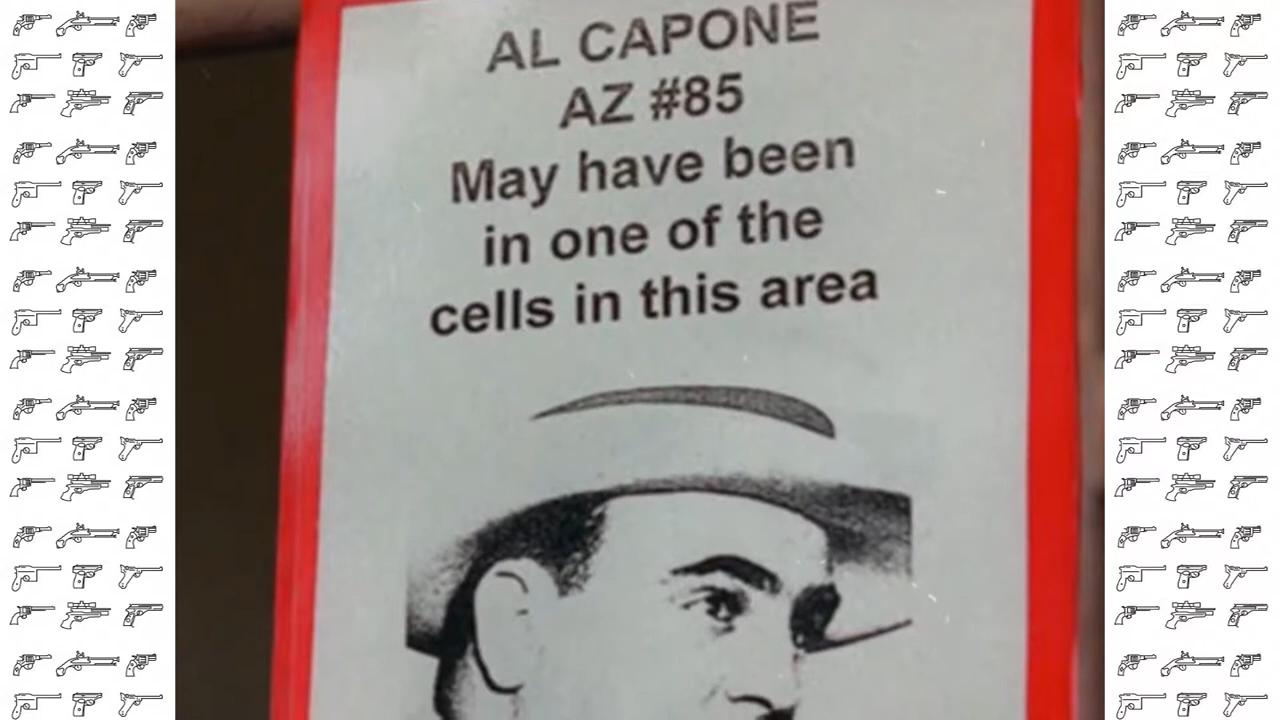 AL CAPONE
AZ #85
May have been
in one of the
cells in this area